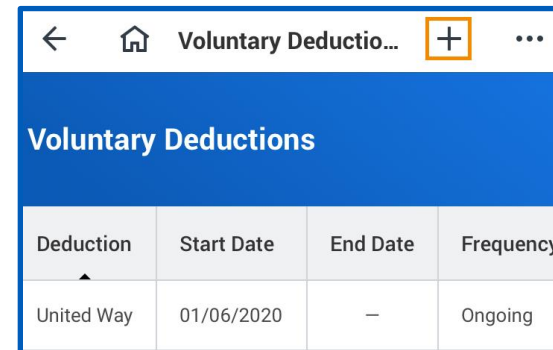 Voluntary Deductio...
Voluntary Deductions
Deduction Start Date End Date Frequency
United Way 01/06/2020 — Ongoing